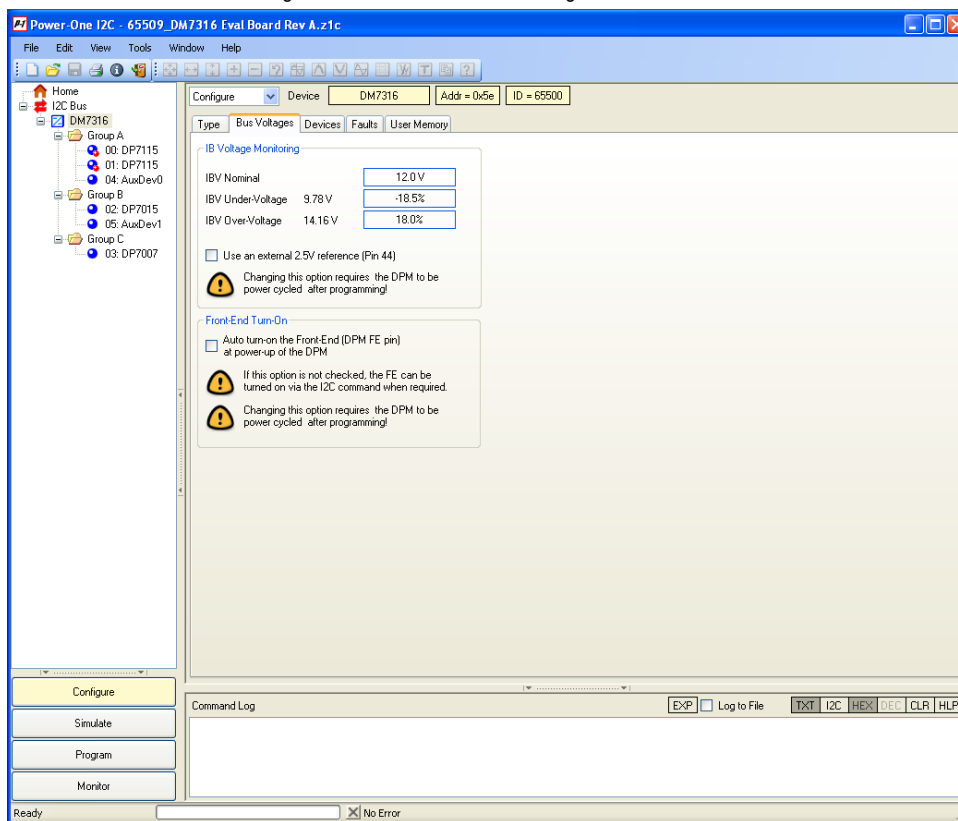 Power-One I2C - 65509_DM7316 Eval Board Rev A.z1c
File Edit View Tools Window Help
Home
I2C Bus
DM7316
Group A
00: DP7115
01: DP7115
04: AuxDev0
Group B
02: DP7015
05: AuxDev1
Group C
03: DP7007
Configure
Simulate
Program
Monitor
Configure Device DM7316 Addr = 0x5e ID = 65500
Type Bus Voltages Devices Faults User Memory
IB Voltage Monitoring
IBV Nominal 12.0 V
IBV Under-Voltage 9.78 V -18.5%
IBV Over-Voltage 14.16 V 18.0%
Use an external 2.5V reference (Pin 44)
Changing this option requires the DPM to be
power cycled after programming!
Front-End Turn-On
Auto turn-on the Front-End (DPM FE pin)
at power-up of the DPM
If this option is not checked, the FE can be
turned on via the I2C command when required.
Changing this option requires the DPM to be
power cycled after programming!
Command Log EXP Log to File TXT I2C HEX DEC CLR HLP
Ready No Error